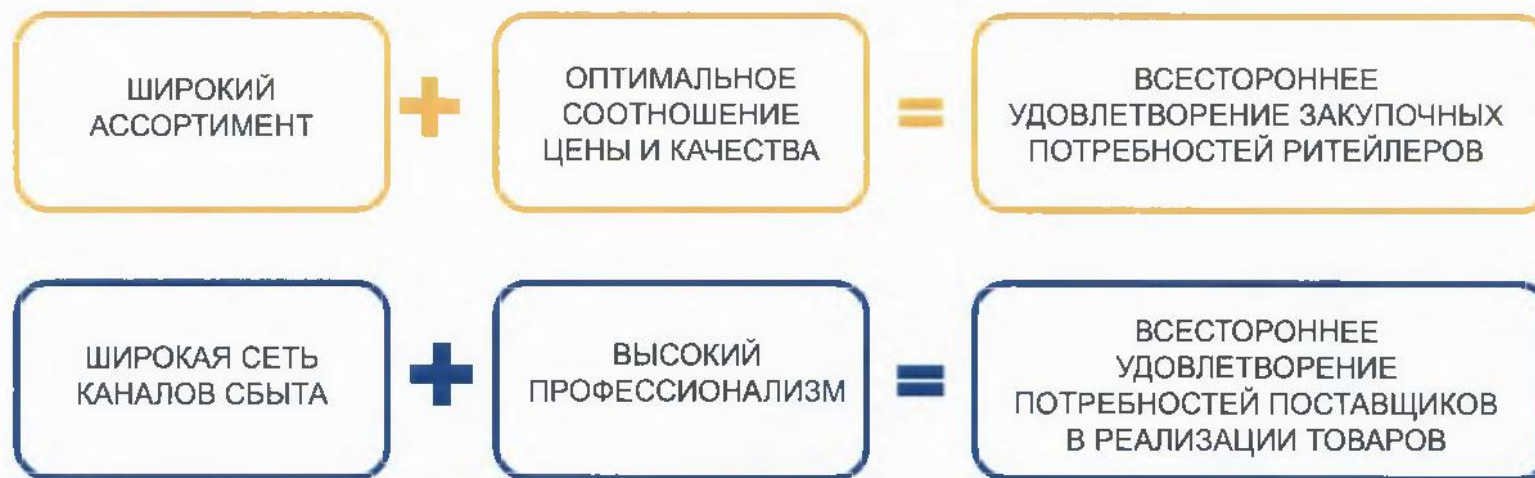 ШИРОКИЙ
АССОРТИМЕНТ
+
ОПТИМАЛЬНОЕ
СООТНОШЕНИЕ
ЦЕНЫ И КАЧЕСТВА
=
ВСЕСТОРОННЕЕ
УДОВЛЕТВОРЕНИЕ ЗАКУПОЧНЫХ
ПОТРЕБНОСТЕЙ РИТЕЙЛЕРОВ
ШИРОКАЯ СЕТЬ
КАНАЛОВ СБЫТА
+
ВЫСОКИЙ
ПРОФЕССИОНАЛИЗМ
=
ВСЕСТОРОННЕЕ
УДОВЛЕТВОРЕНИЕ
ПОТРЕБНОСТЕЙ ПОСТАВЩИКОВ
В РЕАЛИЗАЦИИ ТОВАРОВ